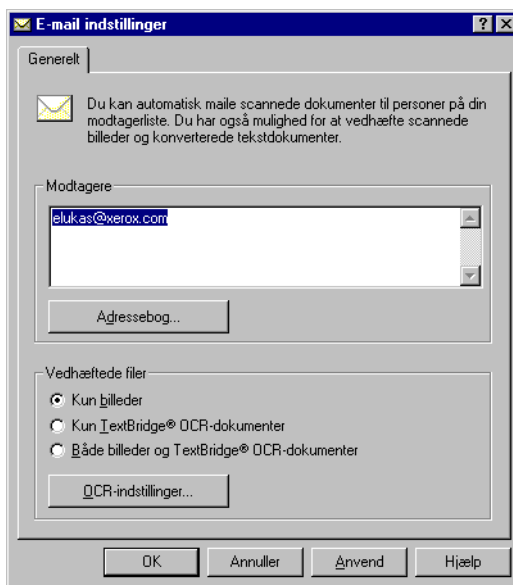 E-mail indstillinger
Generelt
Du kan automatisk maile scannede dokumenter til personer på din
modtagerliste. Du har også mulighed for at vedhæfte scannede
billeder og konverterede tekstdokumenter.
Modtagere
elukas@xerox.com
Adressebog...
Vedhæftede filer
Kun billeder
Kun TextBridge® OCR-dokumenter
Både billeder og TextBridge® OCR-dokumenter
OCR-indstillinger...
OK Annuller Anvend Hjælp